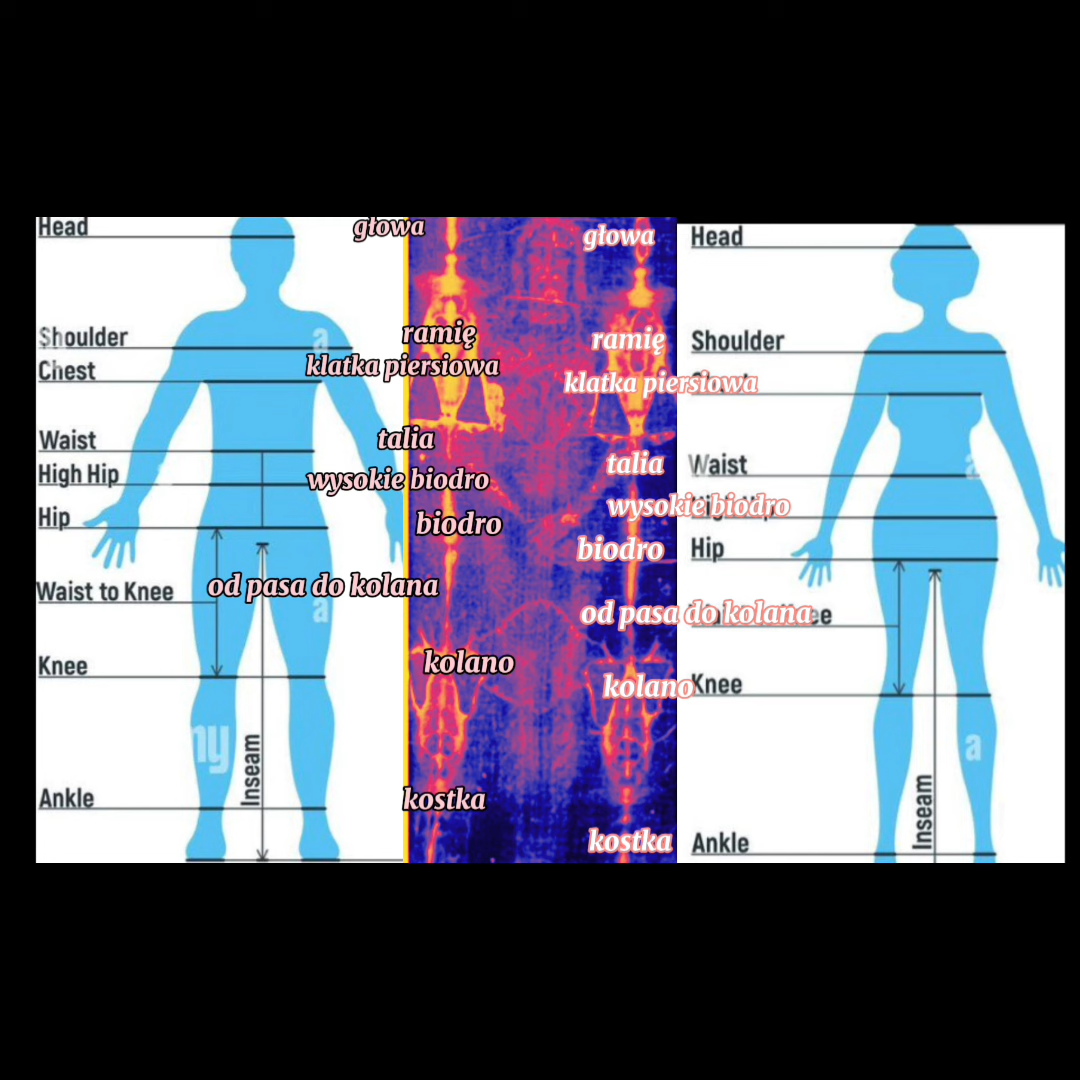 Head
Shoulder
Chest
Waist
High Hip
Hip
Waist to Knee
Knee
Ankle
Inseam
a
a
ny
głowa
ramię
klatka piersiowa
talia
wysokie biodro
biodro
od pasa do kolana
kolano
kostka
głowa
ramię
klatka piersiowa
talia
wysokie biodro
biodro
od pasa do kolana
kolano
kostka
Head
Shoulder
Waist
Hip
Knee
Ankle
Inseam
a
a